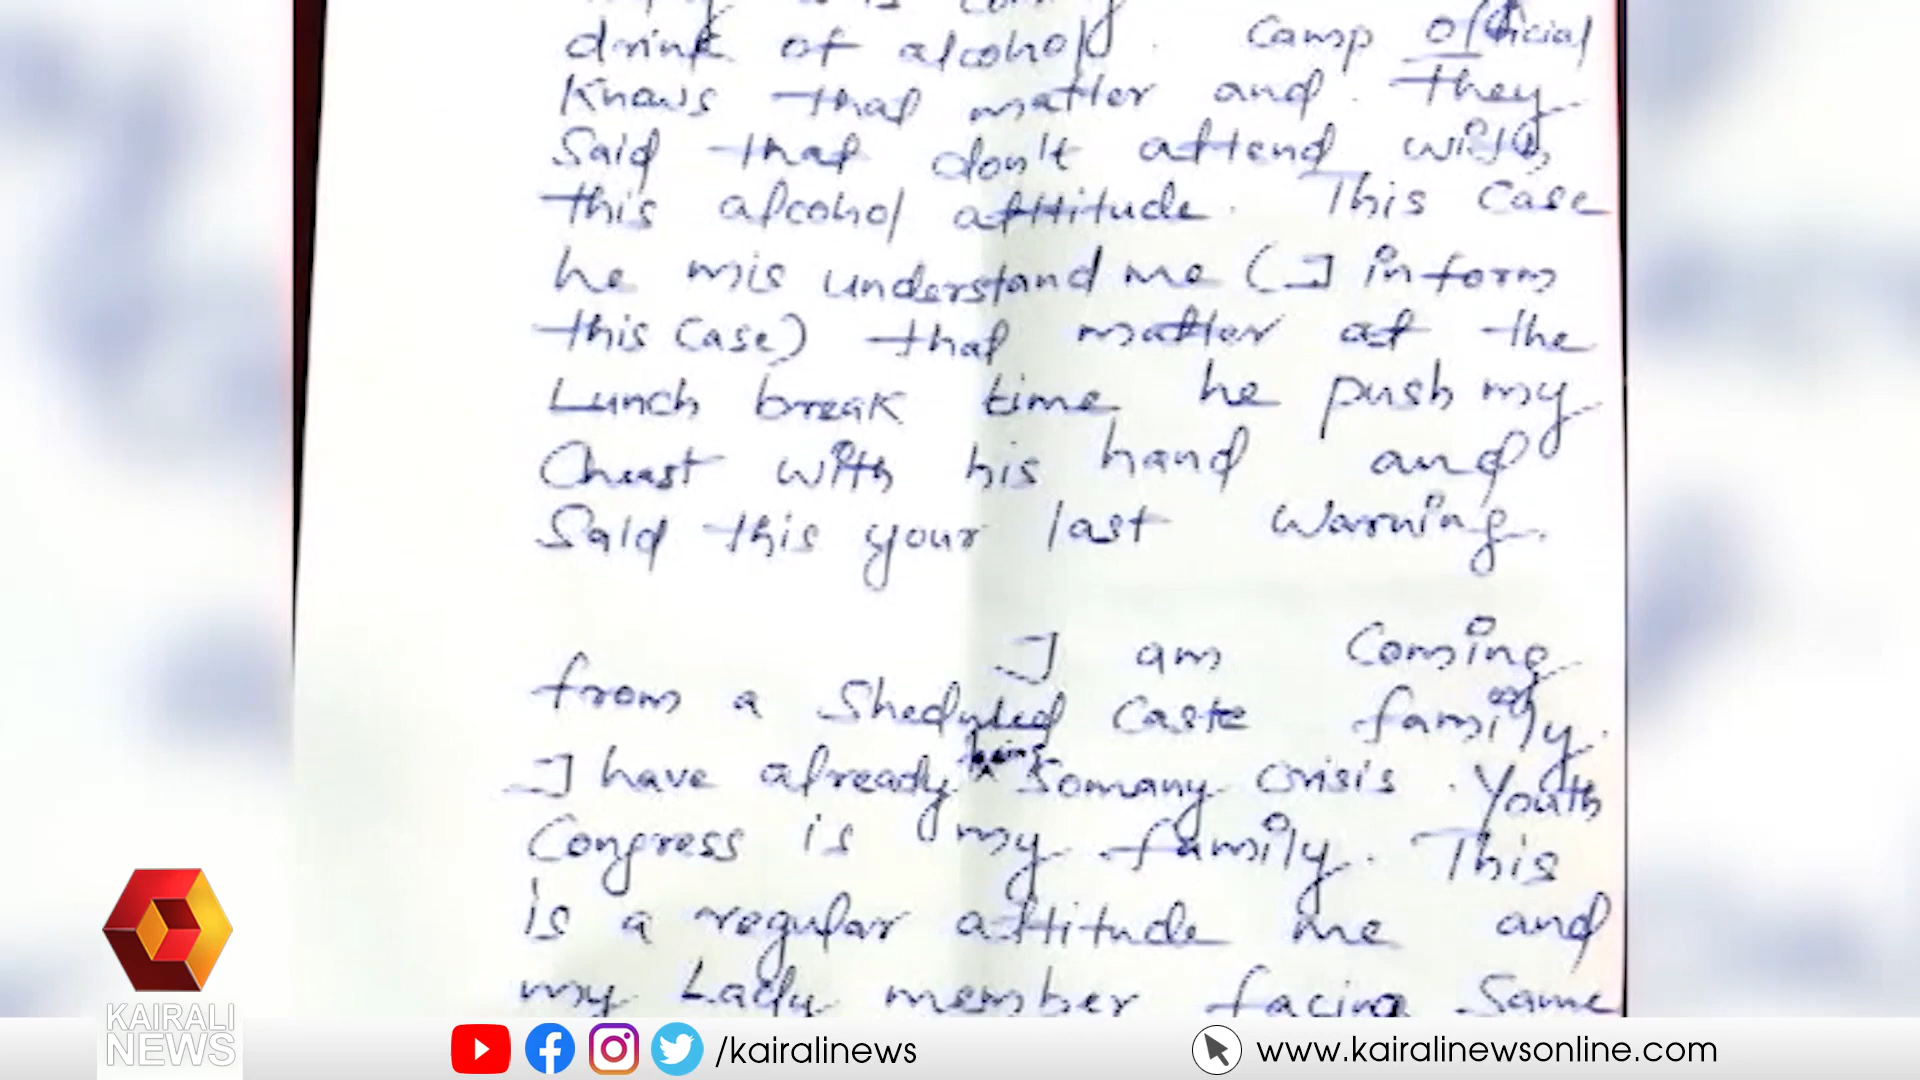 drink of alcohol. Camp official
Knows that matter and they
Said that don't attend with
this alcohol attitude. This case
he mis understand me (I inform
this case) that matter at the
Lunch break time he push my
Cheast with his hand and
Said this your last warning.
I am Coming
from a Sheduled Caste family.
I have already somany crisis. Youth
Congress is my family. This
is a regular attitude me and
my Lady member facing Same
KAIRALI
NEWS
/kairalinews
www.kairalinewsonline.com